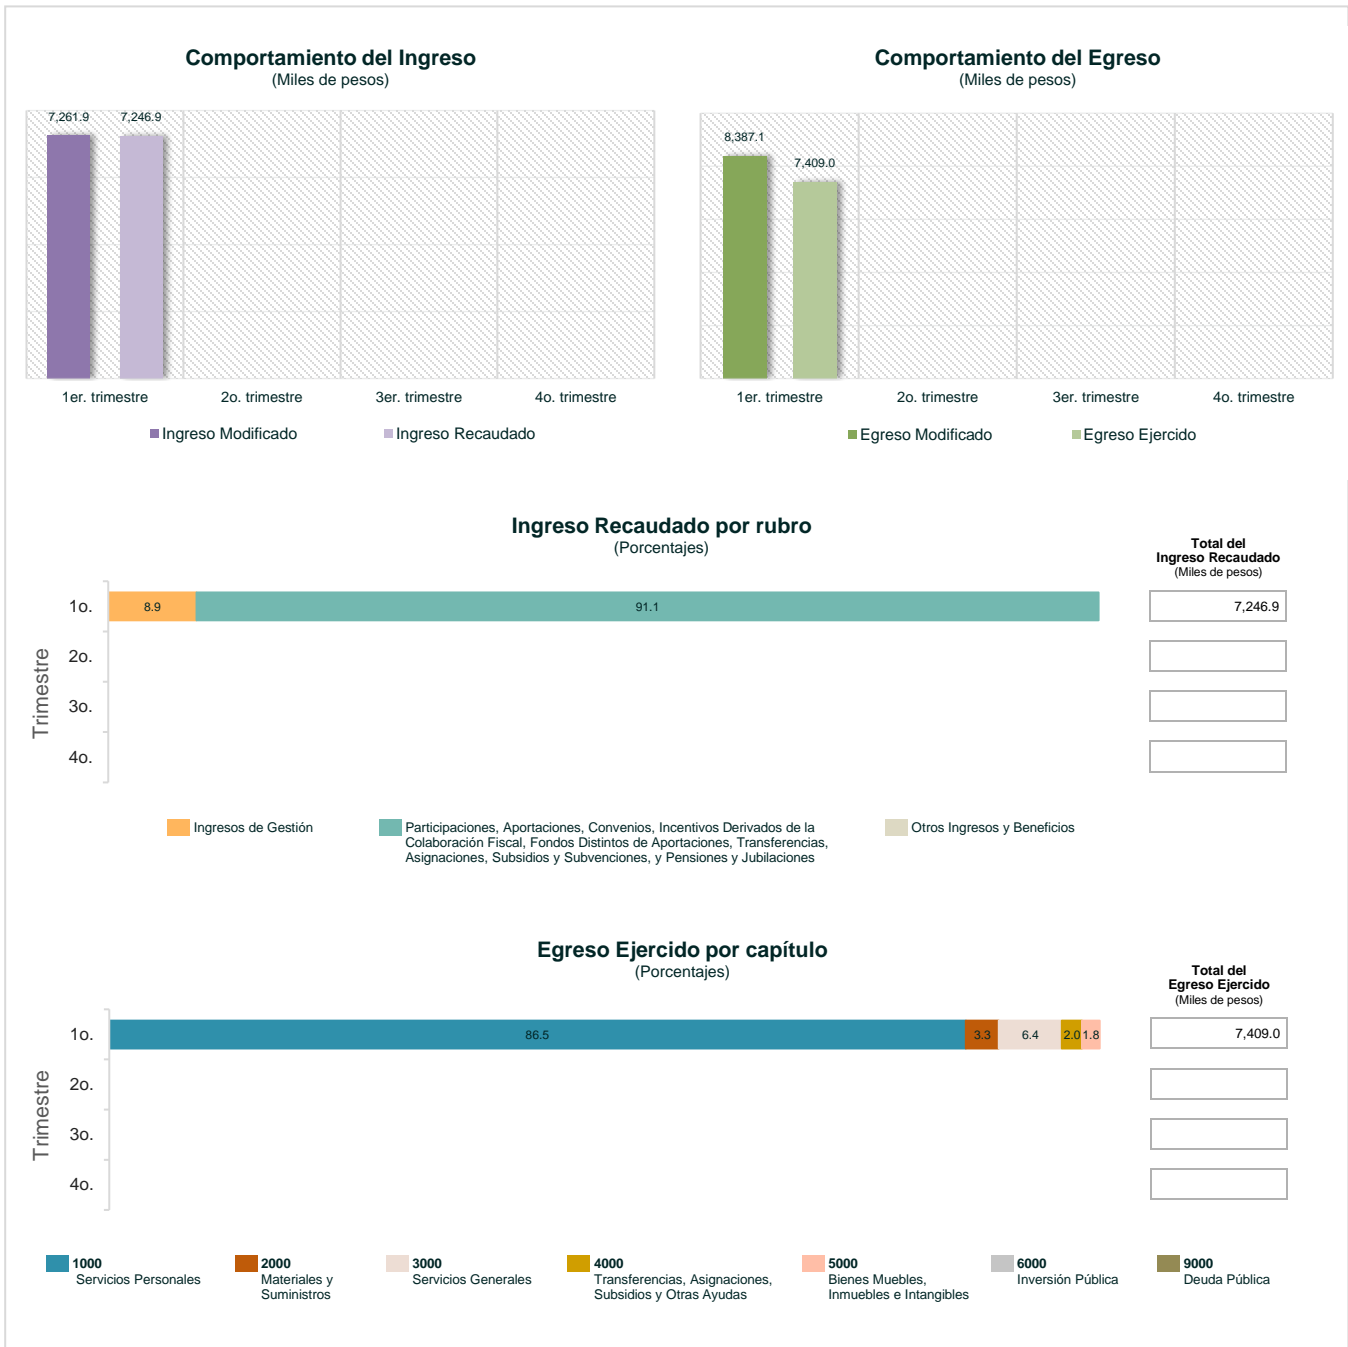 Comportamiento del Ingreso
(Miles de pesos)
7,261.9
7,246.9
1er. trimestre
2o. trimestre
3er. trimestre
4o. trimestre
Ingreso Modificado
Ingreso Recaudado
Comportamiento del Egreso
(Miles de pesos)
8,387.1
7,409.0
1er. trimestre
2o. trimestre
3er. trimestre
4o. trimestre
Egreso Modificado
Egreso Ejercido
Ingreso Recaudado por rubro
(Porcentajes)
Total del
Ingreso Recaudado
(Miles de pesos)
Trimestre
1o.
8.9
91.1
7,246.9
2o.
3o.
4o.
Ingresos de Gestión
Participaciones, Aportaciones, Convenios, Incentivos Derivados de la
Colaboración Fiscal, Fondos Distintos de Aportaciones, Transferencias,
Asignaciones, Subsidios y Subvenciones, y Pensiones y Jubilaciones
Otros Ingresos y Beneficios
Egreso Ejercido por capítulo
(Porcentajes)
Total del
Egreso Ejercido
(Miles de pesos)
Trimestre
1o.
86.5
3.3
6.4
2.0
1.8
7,409.0
2o.
3o.
4o.
1000
Servicios Personales
2000
Materiales y
Suministros
3000
Servicios Generales
4000
Transferencias, Asignaciones,
Subsidios y Otras Ayudas
5000
Bienes Muebles,
Inmuebles e Intangibles
6000
Inversión Pública
9000
Deuda Pública